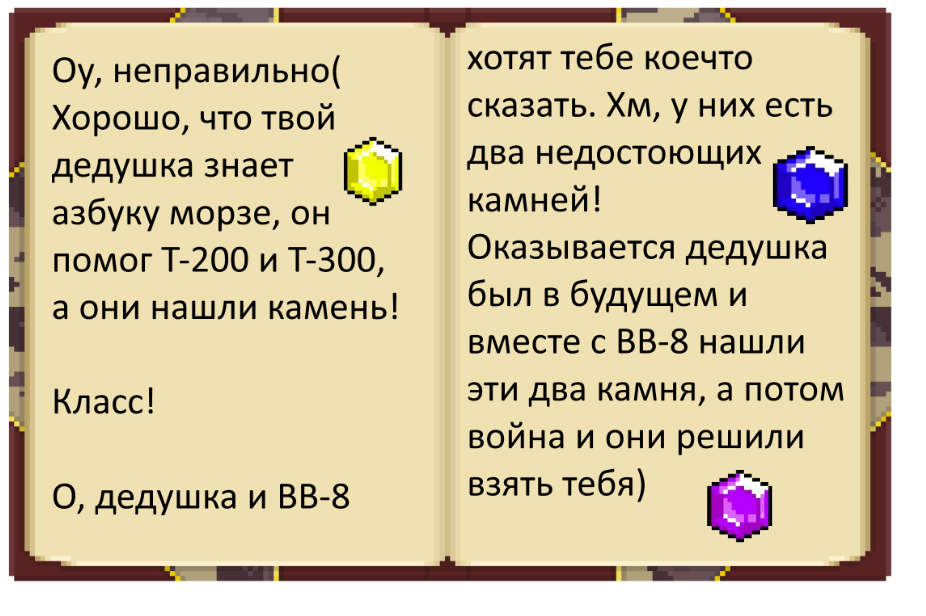 Оу, неправильно(
Хорошо, что твой
дедушка знает
азбуку морзе, он
помог Т-200 и Т-300,
а они нашли камень!
Класс!
О, дедушка и ВВ-8
хотят тебе коечто
сказать. Хм, у них есть
два недостоющих
камней!
Оказывается дедушка
был в будущем и
вместе с ВВ-8 нашли
эти два камня, а потом
война и они решили
взять тебя)